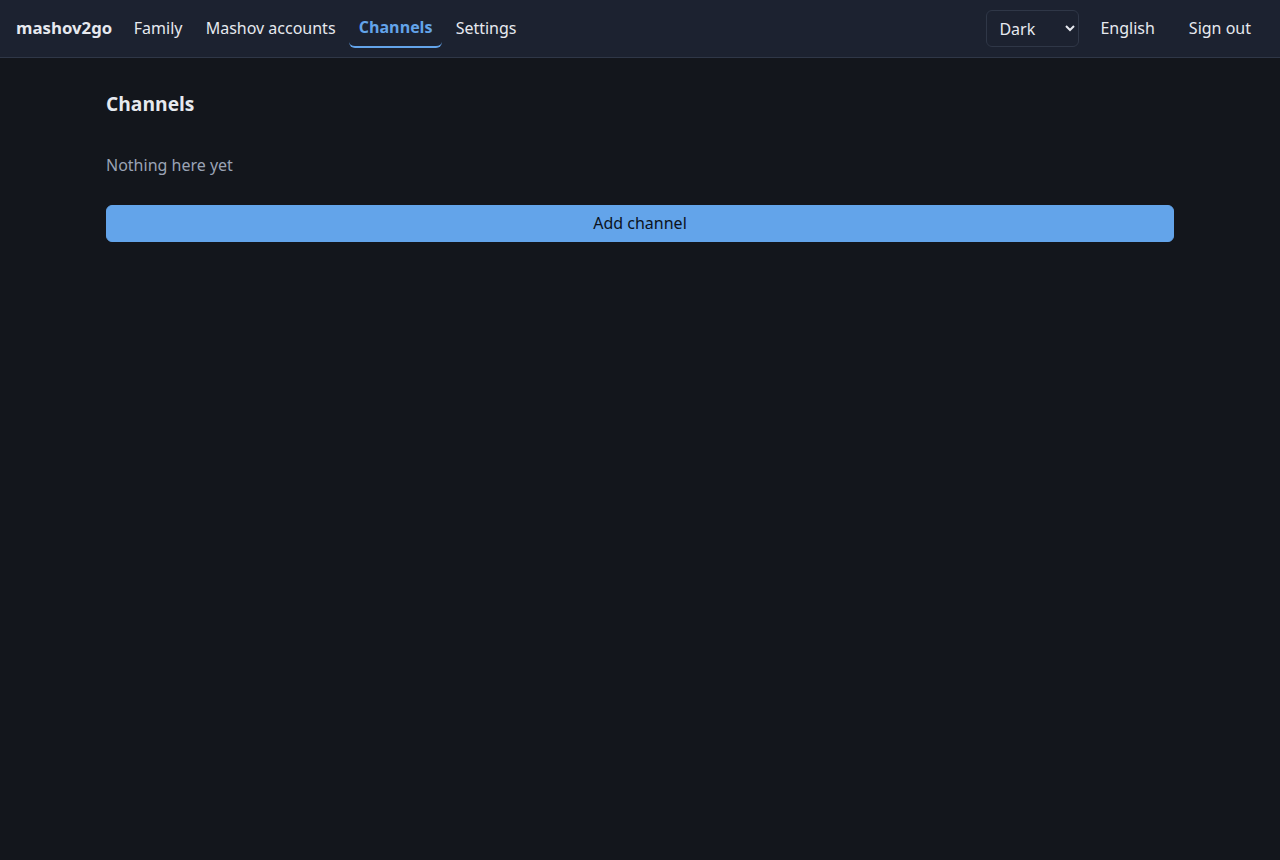 mashov2go Family Mashov accounts Channels Settings Dark English Sign out
Channels
Nothing here yet
Add channel